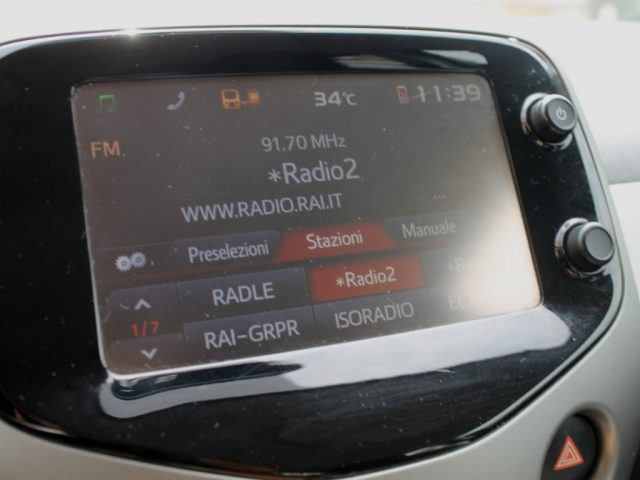 34°C 11:39
FM
91.70 MHz
*Radio2
WWW.RADIO.RAI.IT
...
Preselezioni Stazioni Manuale
RADLE *Radio2
1/7
RAI-GRPR ISORADIO